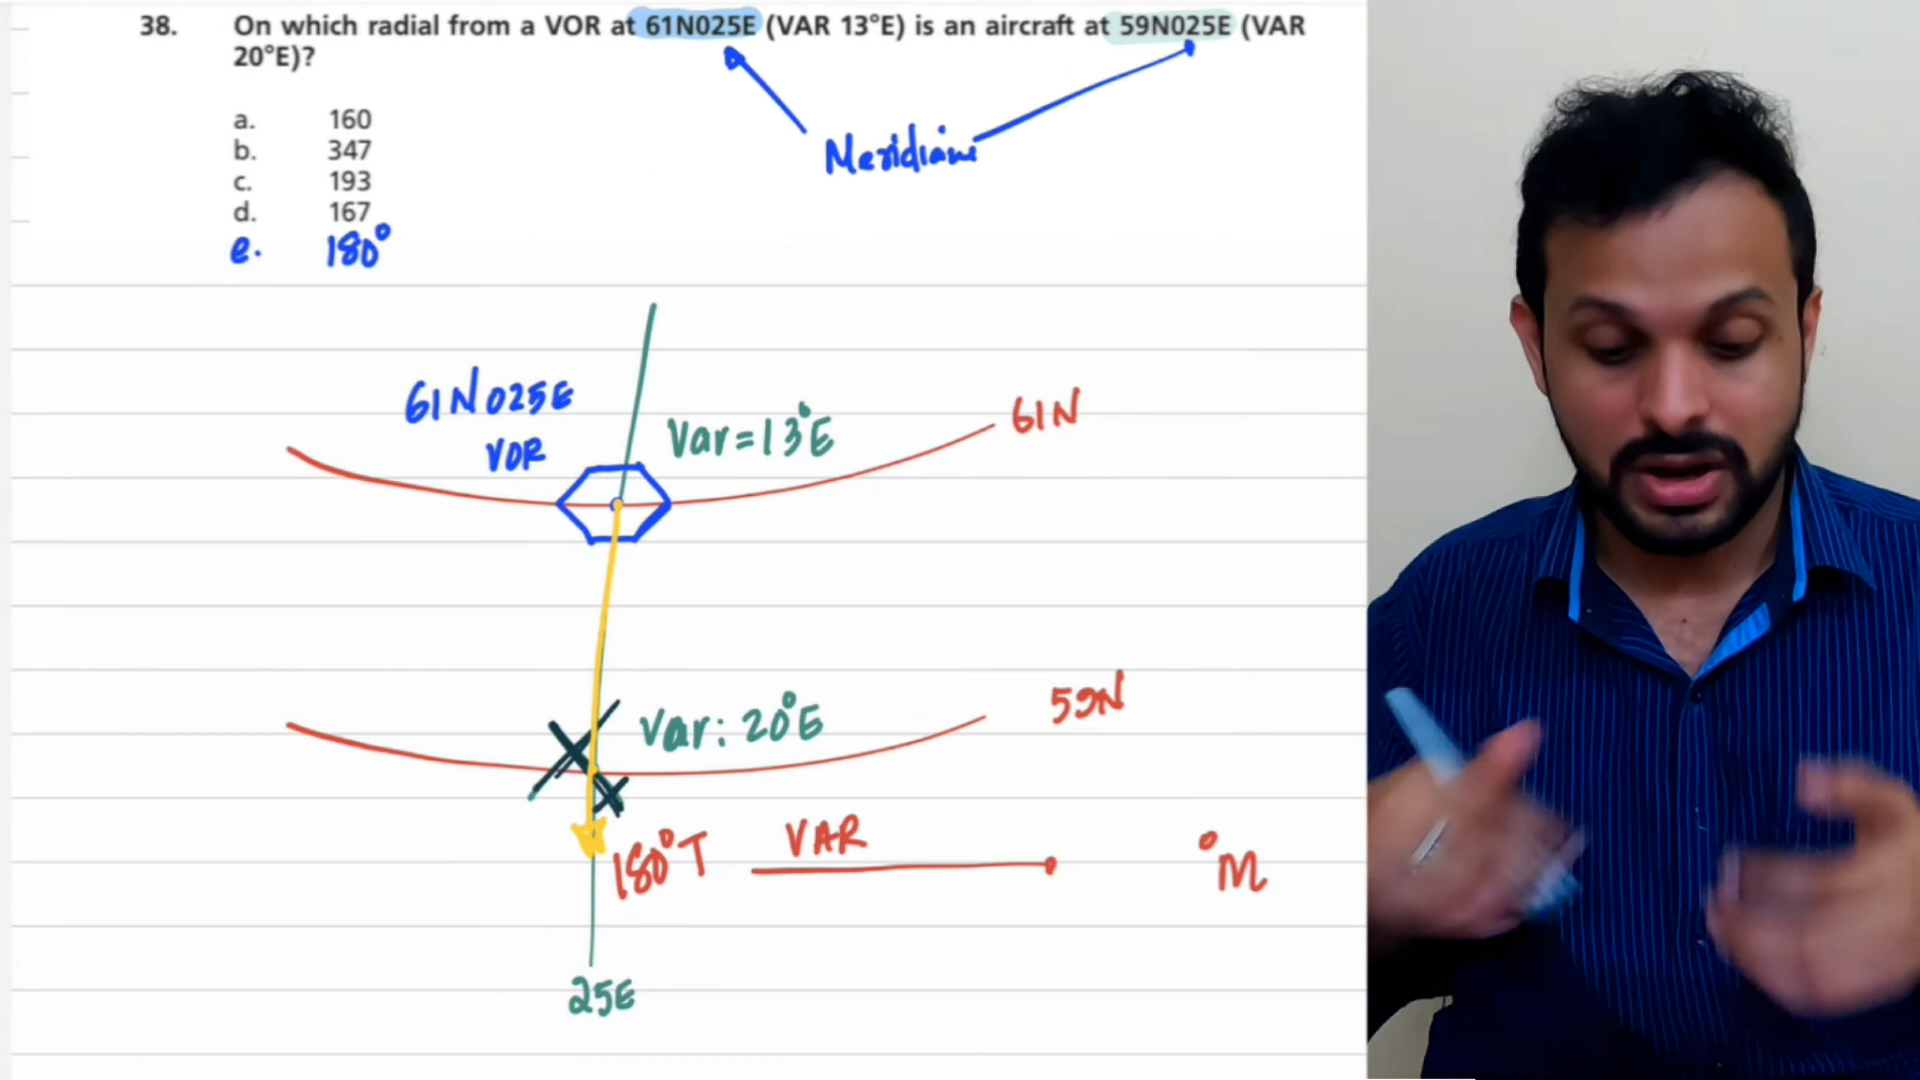 38. On which radial from a VOR at 61N025E (VAR 13°E) is an aircraft at 59N025E (VAR
20°E)?
Meridians
a. 160
b. 347
c. 193
d. 167
e. 180°
61N025E
VOR
Var=13°E
61N
Var: 20°E
59N
180°T
VAR
°M
25E